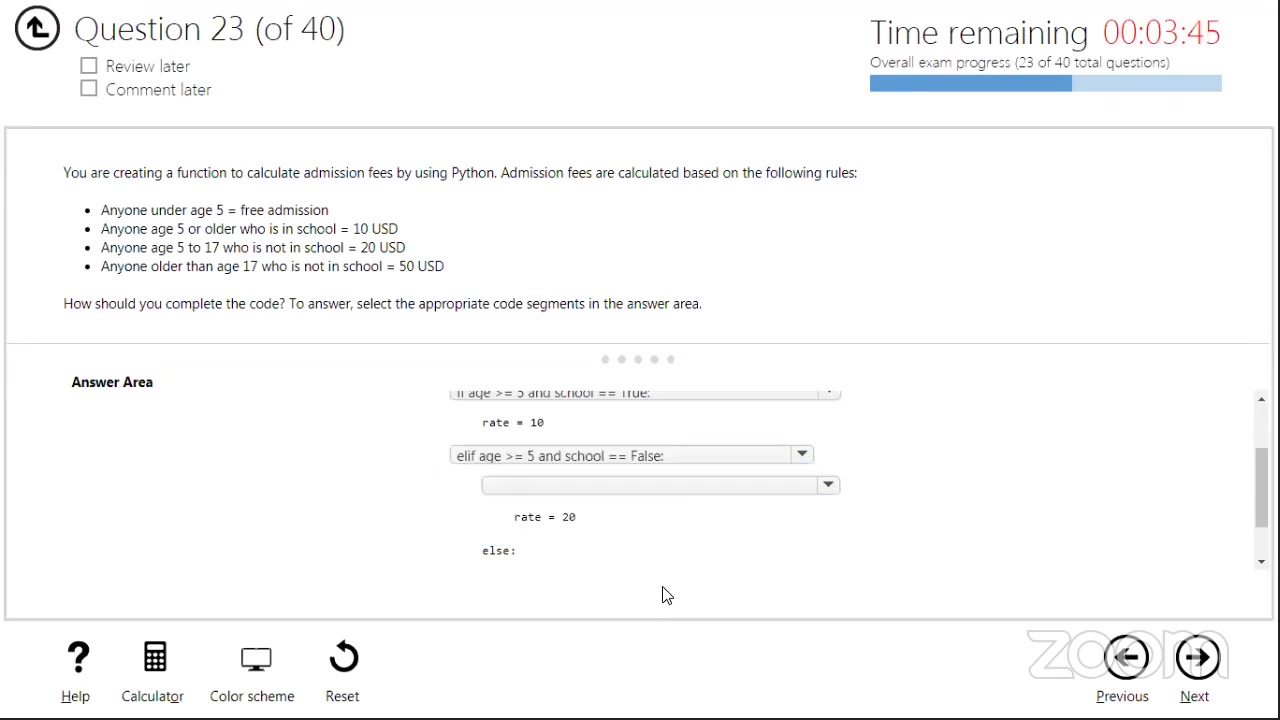 Question 23 (of 40)
Review later
Comment later
Time remaining 00:03:45
Overall exam progress (23 of 40 total questions)
You are creating a function to calculate admission fees by using Python. Admission fees are calculated based on the following rules:
• Anyone under age 5 = free admission
• Anyone age 5 or older who is in school = 10 USD
• Anyone age 5 to 17 who is not in school = 20 USD
• Anyone older than age 17 who is not in school = 50 USD
How should you complete the code? To answer, select the appropriate code segments in the answer area.
Answer Area
if age >= 5 and school == True:
rate = 10
elif age >= 5 and school == False:
rate = 20
else:
zoom
? Help
Calculator
Color scheme
Reset
Previous
Next